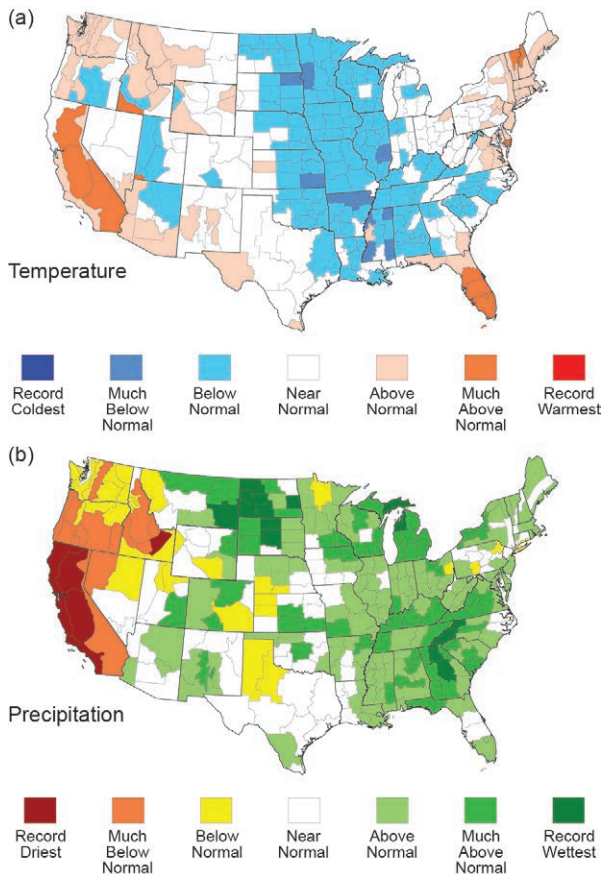 (a)
Temperature
Record Coldest
Much Below Normal
Below Normal
Near Normal
Above Normal
Much Above Normal
Record Warmest
(b)
Precipitation
Record Driest
Much Below Normal
Below Normal
Near Normal
Above Normal
Much Above Normal
Record Wettest